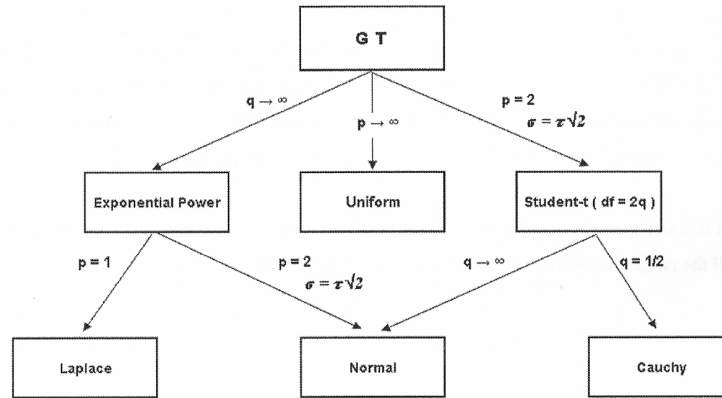 G T
q → ∞
p → ∞
p = 2
σ = τ√2
Exponential Power
Uniform
Student-t ( df = 2q )
p = 1
p = 2
σ = τ√2
q → ∞
q = 1/2
Laplace
Normal
Cauchy